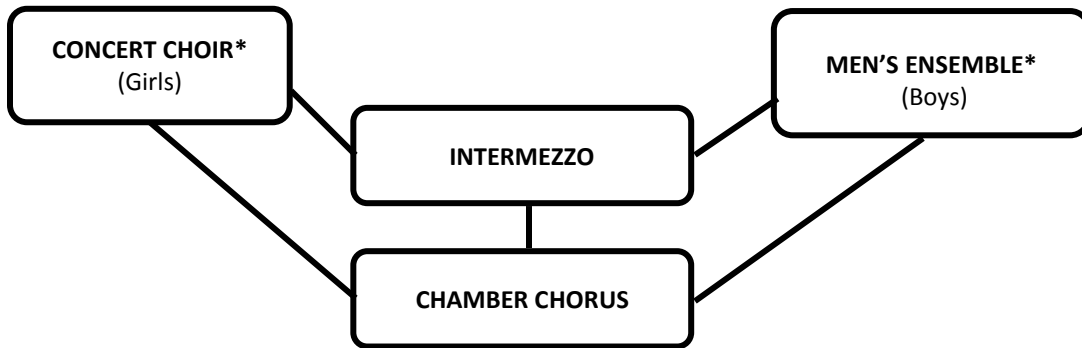 CONCERT CHOIR*
(Girls)
MEN’S ENSEMBLE*
(Boys)
INTERMEZZO
CHAMBER CHORUS